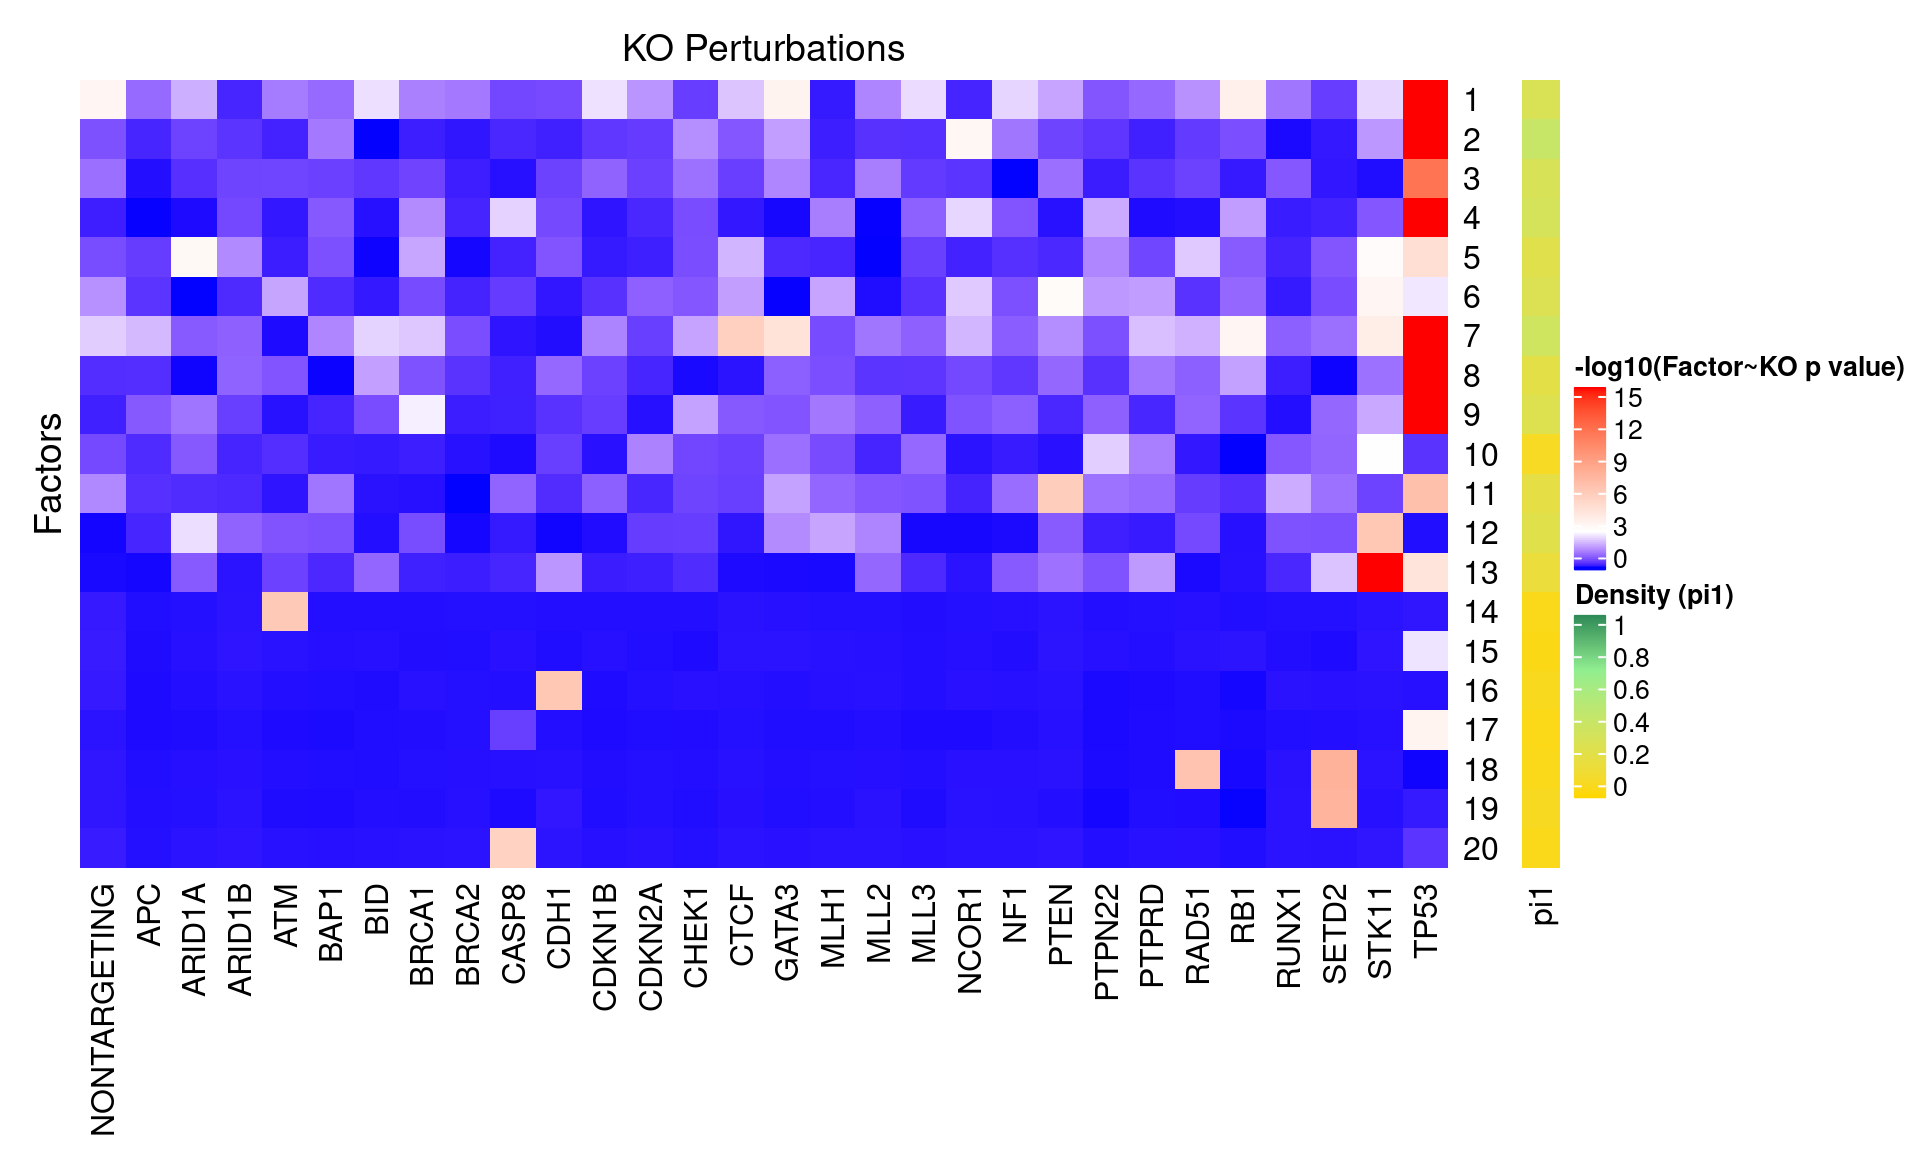 KO Perturbations
Factors
1
2
3
4
5
6
7
8
9
10
11
12
13
14
15
16
17
18
19
20
NONTARGETING
APC
ARID1A
ARID1B
ATM
BAP1
BID
BRCA1
BRCA2
CASP8
CDH1
CDKN1B
CDKN2A
CHEK1
CTCF
GATA3
MLH1
MLL2
MLL3
NCOR1
NF1
PTEN
PTPN22
PTPRD
RAD51
RB1
RUNX1
SETD2
STK11
TP53
pi1
-log10(Factor~KO p value)
15
12
9
6
3
0
Density (pi1)
1
0.8
0.6
0.4
0.2
0